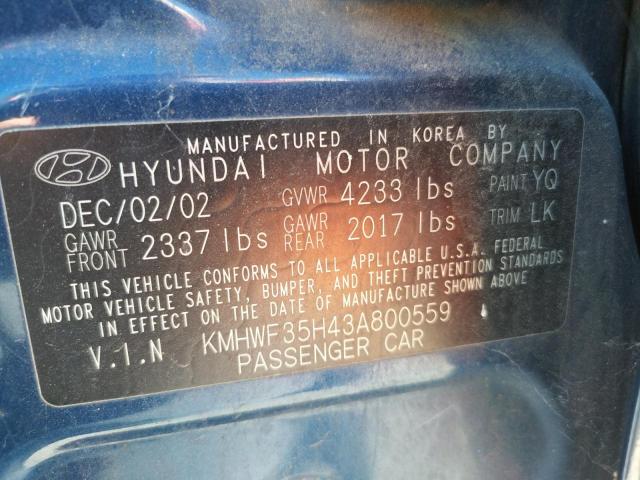 MANUFACTURED IN KOREA BY
HYUNDAI MOTOR COMPANY
DEC/02/02 GVWR 4233 lbs PAINT YQ
GAWR FRONT 2337 lbs GAWR REAR 2017 lbs TRIM LK
THIS VEHICLE CONFORMS TO ALL APPLICABLE U.S.A. FEDERAL
MOTOR VEHICLE SAFETY, BUMPER, AND THEFT PREVENTION STANDARDS
IN EFFECT ON THE DATE OF MANUFACTURE SHOWN ABOVE
V.I.N KMHWF35H43A800559
PASSENGER CAR